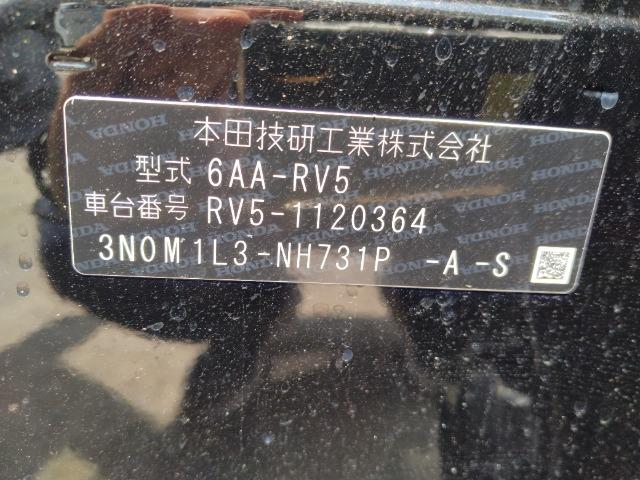 本田技研工業株式会社
型式 6AA-RV5
車台番号 RV5-1120364
3N0M1L3-NH731P -A-S